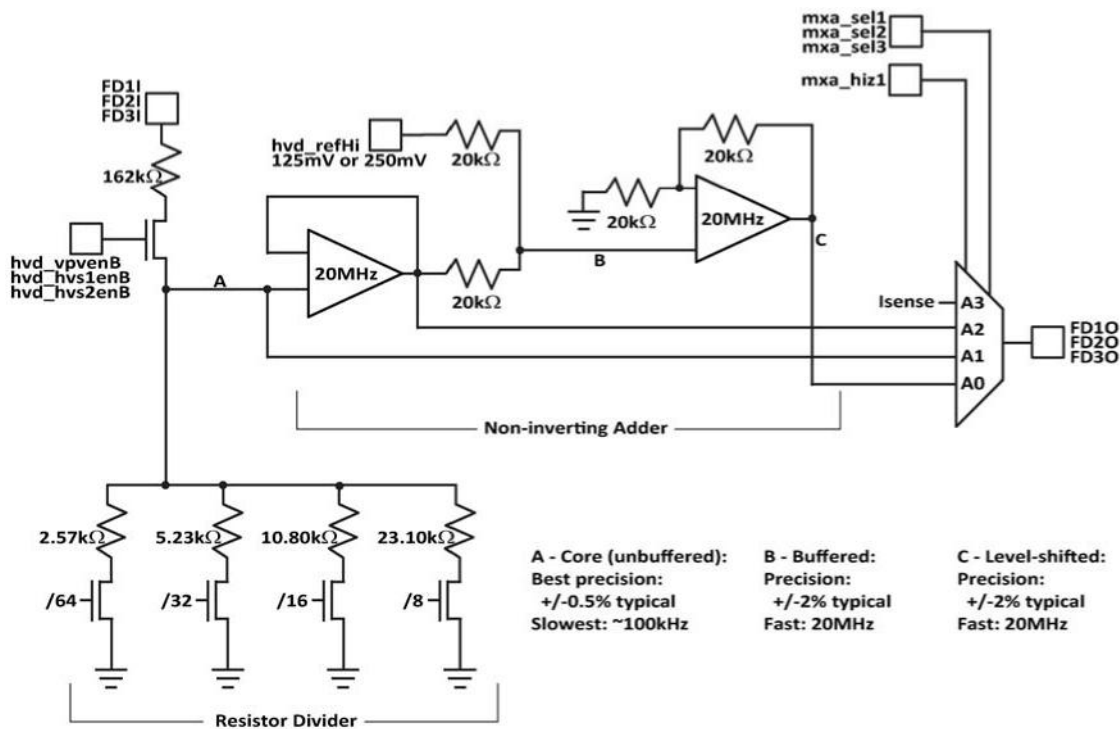 mxa_sel1
mxa_sel2
mxa_sel3
mxa_hiz1
FD1I
FD2I
FD3I
162kΩ
hvd_refHi
125mV or 250mV
20kΩ
20kΩ
20kΩ
20MHz
C
hvd_vpvenB
hvd_hvs1enB
hvd_hvs2enB
A
20MHz
20kΩ
B
Isense
A3
A2
A1
A0
FD1O
FD2O
FD3O
Non-inverting Adder
2.57kΩ
5.23kΩ
10.80kΩ
23.10kΩ
/64
/32
/16
/8
Resistor Divider
A - Core (unbuffered):
Best precision:
+/-0.5% typical
Slowest: ~100kHz
B - Buffered:
Precision:
+/-2% typical
Fast: 20MHz
C - Level-shifted:
Precision:
+/-2% typical
Fast: 20MHz